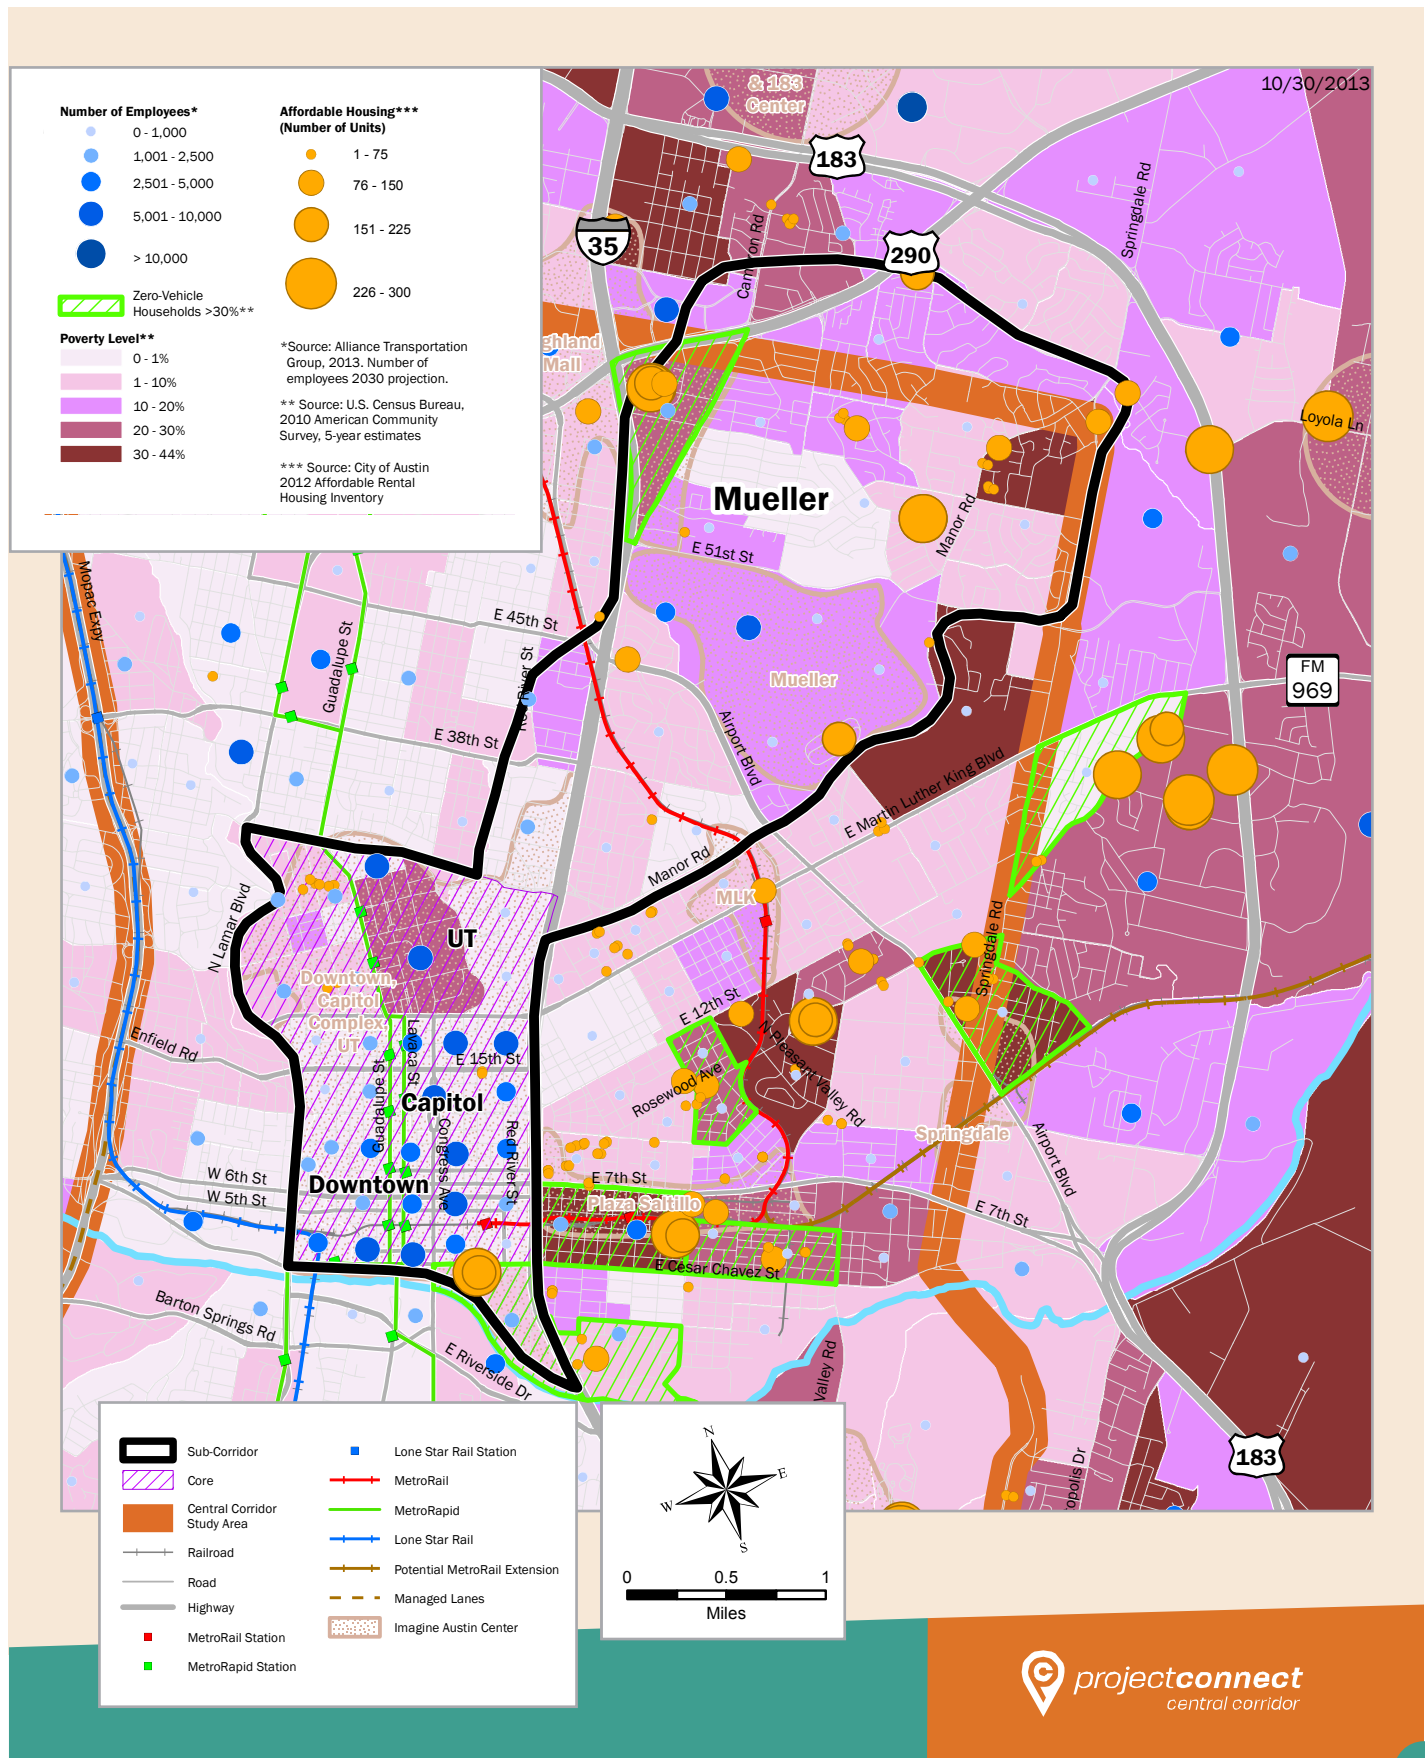 10/30/2013
Number of Employees*
0 - 1,000
1,001 - 2,500
2,501 - 5,000
5,001 - 10,000
> 10,000
Zero-Vehicle
Households >30%**
Poverty Level**
0 - 1%
1 - 10%
10 - 20%
20 - 30%
30 - 44%
Affordable Housing***
(Number of Units)
1 - 75
76 - 150
151 - 225
226 - 300
*Source: Alliance Transportation
Group, 2013. Number of
employees 2030 projection.
** Source: U.S. Census Bureau,
2010 American Community
Survey, 5-year estimates
*** Source: City of Austin
2012 Affordable Rental
Housing Inventory
& 183
Center
183
35
290
Cameron Rd
Springdale Rd
ghland
Mall
Loyola Ln
Mueller
Manor Rd
E 51st St
Mopac Expy
E 45th St
Guadalupe St
Red River St
FM
969
Mueller
Airport Blvd
E 38th St
E Martin Luther King Blvd
Manor Rd
MLK
N Lamar Blvd
UT
Springdale Rd
Downtown,
Capitol
Complex,
UT
E 12th St
Enfield Rd
Lavaca St
E 15th St
N Pleasant Valley Rd
Guadalupe St
Rosewood Ave
Capitol
Congress Ave
Red River St
Springdale
Airport Blvd
W 6th St
Downtown
E 7th St
W 5th St
Plaza Saltillo
E 7th St
E Cesar Chavez St
Barton Springs Rd
E Riverside Dr
Valley Rd
183
opolis Dr
Sub-Corridor
Core
Central Corridor
Study Area
Railroad
Road
Highway
MetroRail Station
MetroRapid Station
Lone Star Rail Station
MetroRail
MetroRapid
Lone Star Rail
Potential MetroRail Extension
Managed Lanes
Imagine Austin Center
N
E
W
S
0 0.5 1
Miles
projectconnect
central corridor